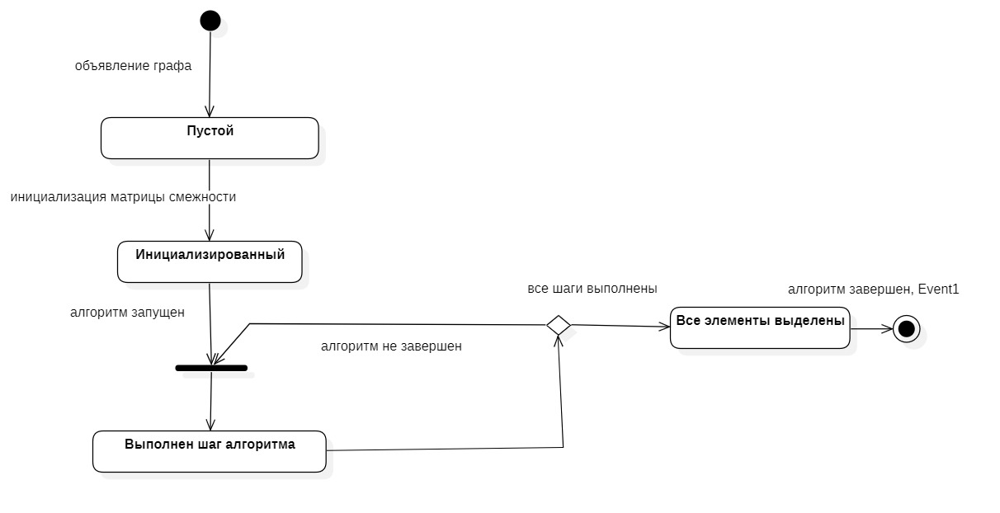 объявление графа
Пустой
инициализация матрицы смежности
Инициализированный
алгоритм запущен
все шаги выполнены
алгоритм завершен, Event1
Все элементы выделены
алгоритм не завершен
Выполнен шаг алгоритма